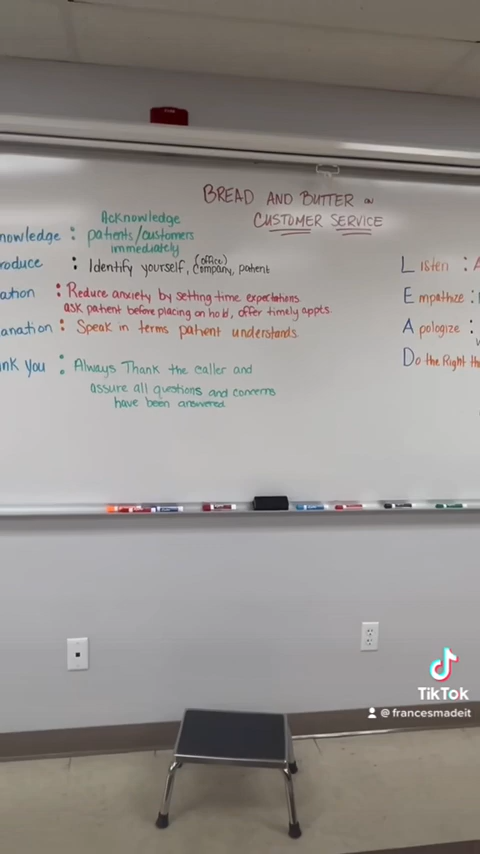 BREAD AND BUTTER on
CUSTOMER SERVICE
Acknowledge
nowledge : patients/customers
immediately
roduce : Identify yourself, (office) company, patient
ation : Reduce anxiety by setting time expectations
ask patient before placing on hold, offer timely appts.
anation : Speak in terms patient understands
nk you : Always Thank the caller and
assure all questions and concerns
have been answered
Listen :
Empathize :
Apologize :
Do the Right th
TikTok
@francesmadeit